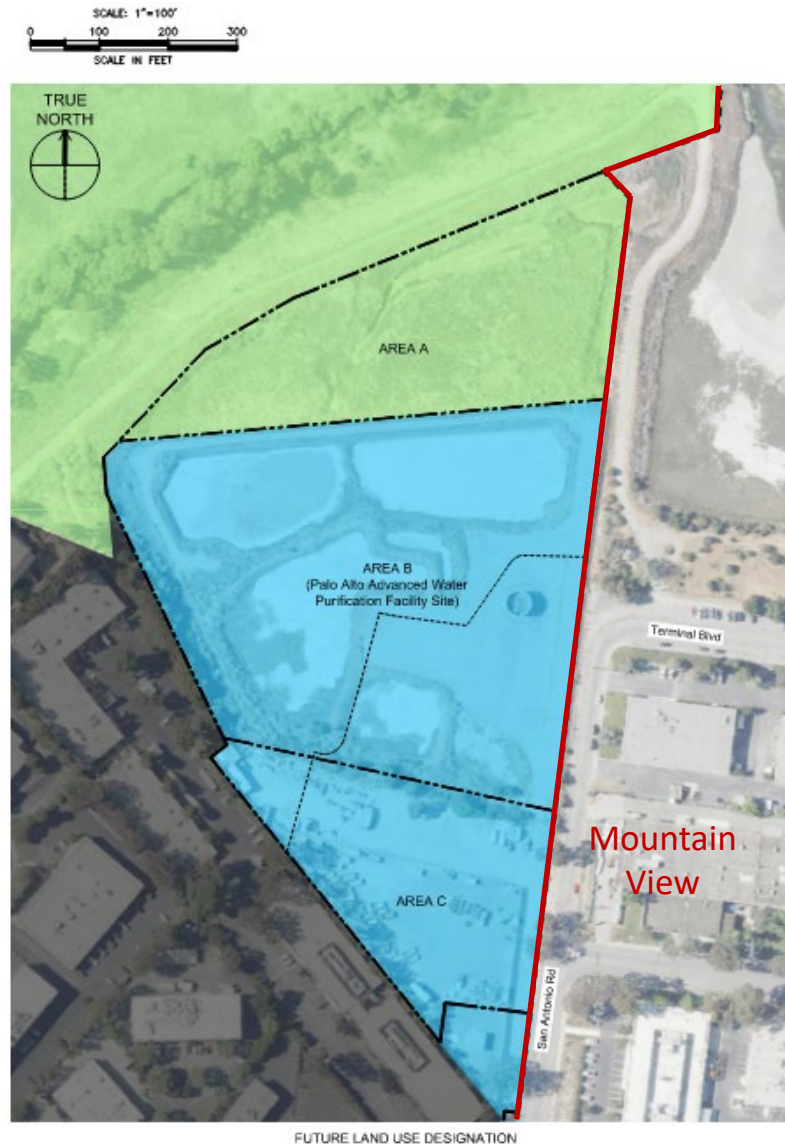 SCALE: 1"=100'
0 100 200 300
SCALE IN FEET
TRUE
NORTH
AREA A
AREA B
(Palo Alto Advanced Water
Purification Facility Site)
Terminal Blvd
Mountain
View
AREA C
San Antonio Rd
FUTURE LAND USE DESIGNATION